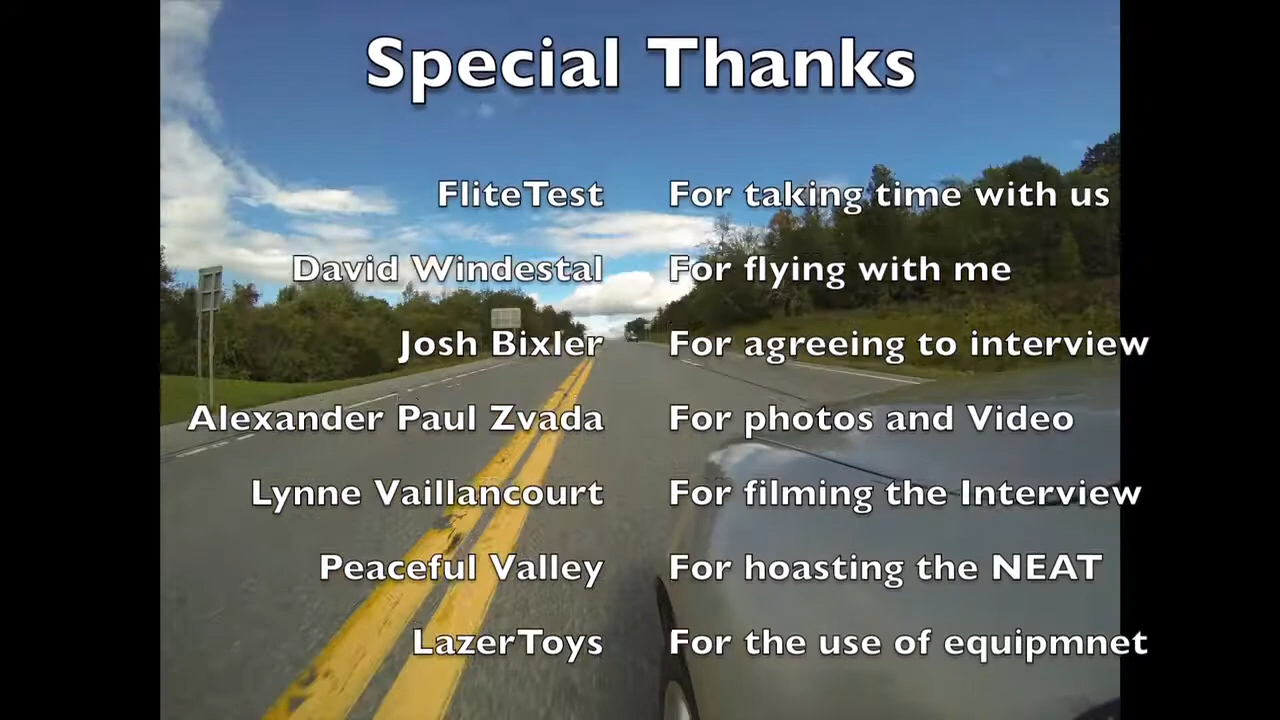 Special Thanks
FliteTest For taking time with us
David Windestal For flying with me
Josh Bixler For agreeing to interview
Alexander Paul Zvada For photos and Video
Lynne Vaillancourt For filming the Interview
Peaceful Valley For hoasting the NEAT
LazerToys For the use of equipmnet